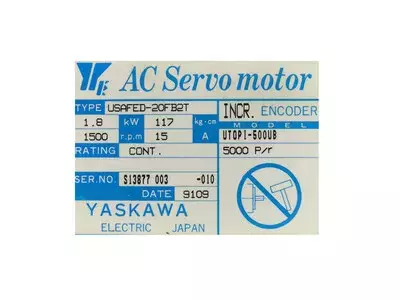 YE AC Servo motor
TYPE USAFED-20FB2T
1.8 kW 117 kg·cm
1500 r.p.m 15 A
RATING CONT.
SER.NO. S13877 003 -010
DATE 9109
YASKAWA
ELECTRIC JAPAN
INCR. ENCODER
MODEL
UTOPI-500UB
5000 P/r